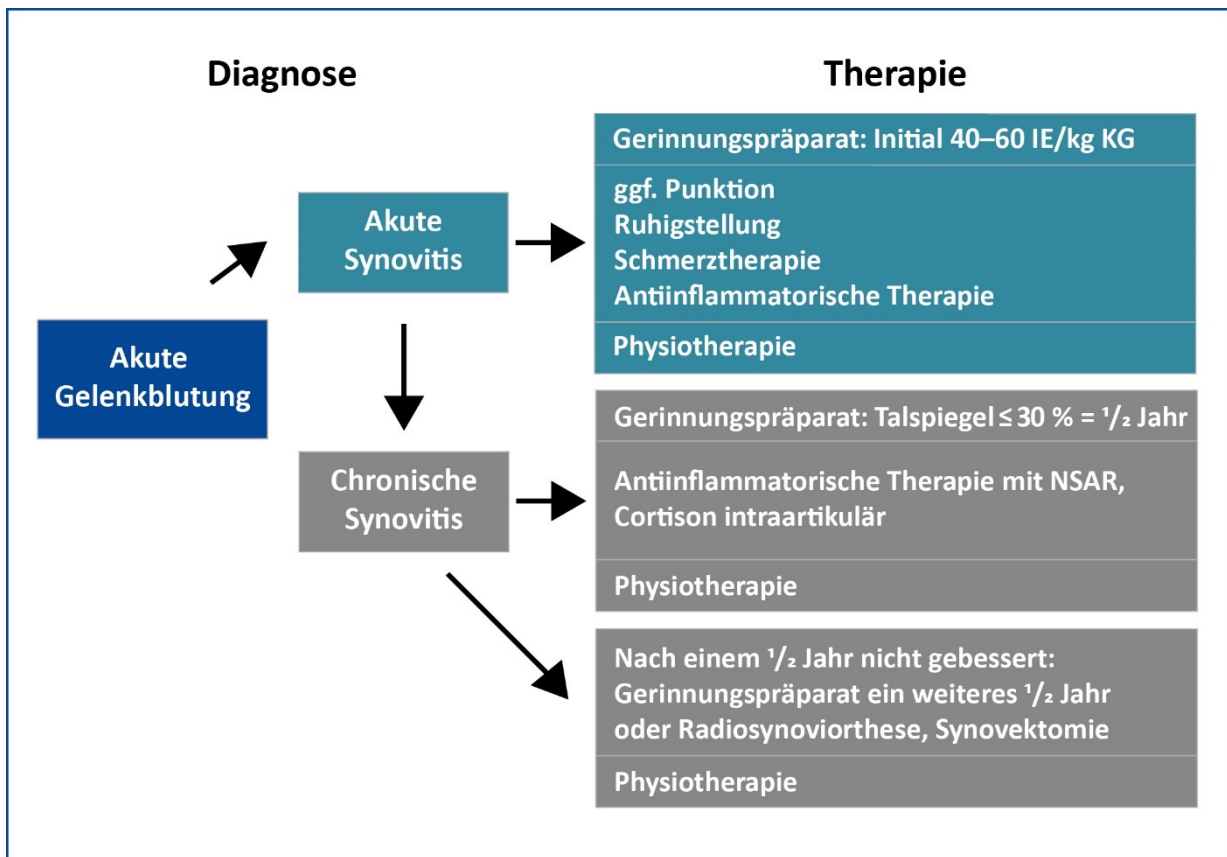 Diagnose
Therapie
Akute
Gelenkblutung
Akute
Synovitis
Gerinnungspräparat: Initial 40–60 IE/kg KG
ggf. Punktion
Ruhigstellung
Schmerztherapie
Antiinflammatorische Therapie
Physiotherapie
Chronische
Synovitis
Gerinnungspräparat: Talspiegel ≤ 30 % = ¹/₂ Jahr
Antiinflammatorische Therapie mit NSAR,
Cortison intraartikulär
Physiotherapie
Nach einem ¹/₂ Jahr nicht gebessert:
Gerinnungspräparat ein weiteres ¹/₂ Jahr
oder Radiosynoviorthese, Synovektomie
Physiotherapie